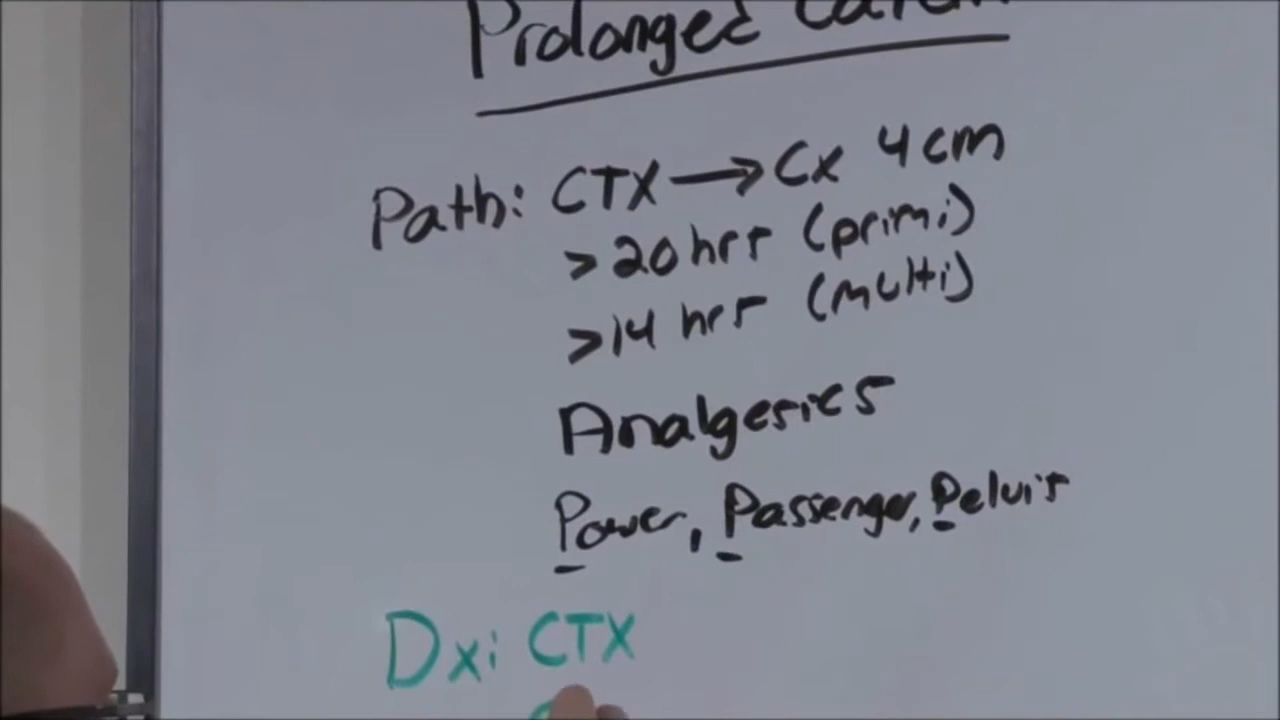 Prolonged
Path: CTX → Cx 4cm
>20 hrs (primi)
>14 hrs (multi)
Analgesics
Power, Passenger, Pelvis
Dx: CTX